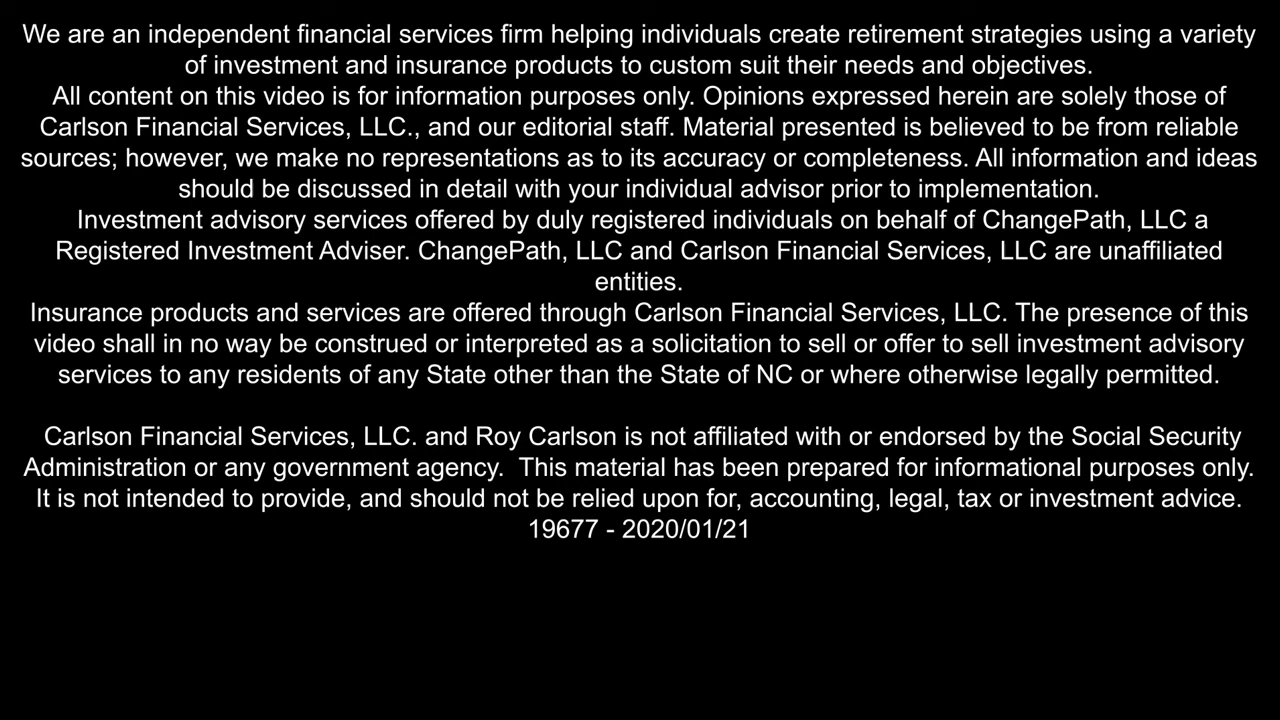 We are an independent financial services firm helping individuals create retirement strategies using a variety
of investment and insurance products to custom suit their needs and objectives.
All content on this video is for information purposes only. Opinions expressed herein are solely those of
Carlson Financial Services, LLC., and our editorial staff. Material presented is believed to be from reliable
sources; however, we make no representations as to its accuracy or completeness. All information and ideas
should be discussed in detail with your individual advisor prior to implementation.
Investment advisory services offered by duly registered individuals on behalf of ChangePath, LLC a
Registered Investment Adviser. ChangePath, LLC and Carlson Financial Services, LLC are unaffiliated
entities.
Insurance products and services are offered through Carlson Financial Services, LLC. The presence of this
video shall in no way be construed or interpreted as a solicitation to sell or offer to sell investment advisory
services to any residents of any State other than the State of NC or where otherwise legally permitted.
Carlson Financial Services, LLC. and Roy Carlson is not affiliated with or endorsed by the Social Security
Administration or any government agency.  This material has been prepared for informational purposes only.
It is not intended to provide, and should not be relied upon for, accounting, legal, tax or investment advice.
19677 - 2020/01/21